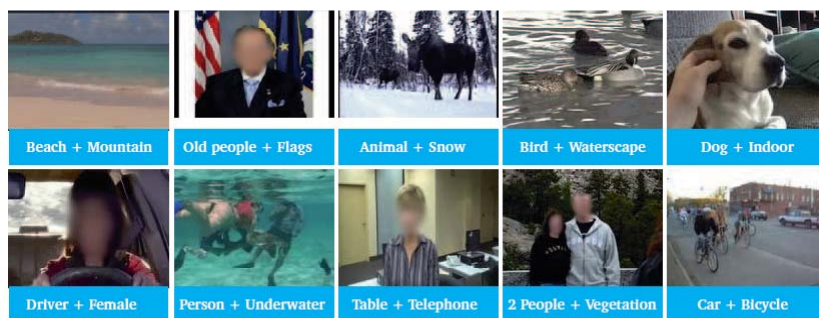 Beach + Mountain
Old people + Flags
Animal + Snow
Bird + Waterscape
Dog + Indoor
Driver + Female
Person + Underwater
Table + Telephone
2 People + Vegetation
Car + Bicycle